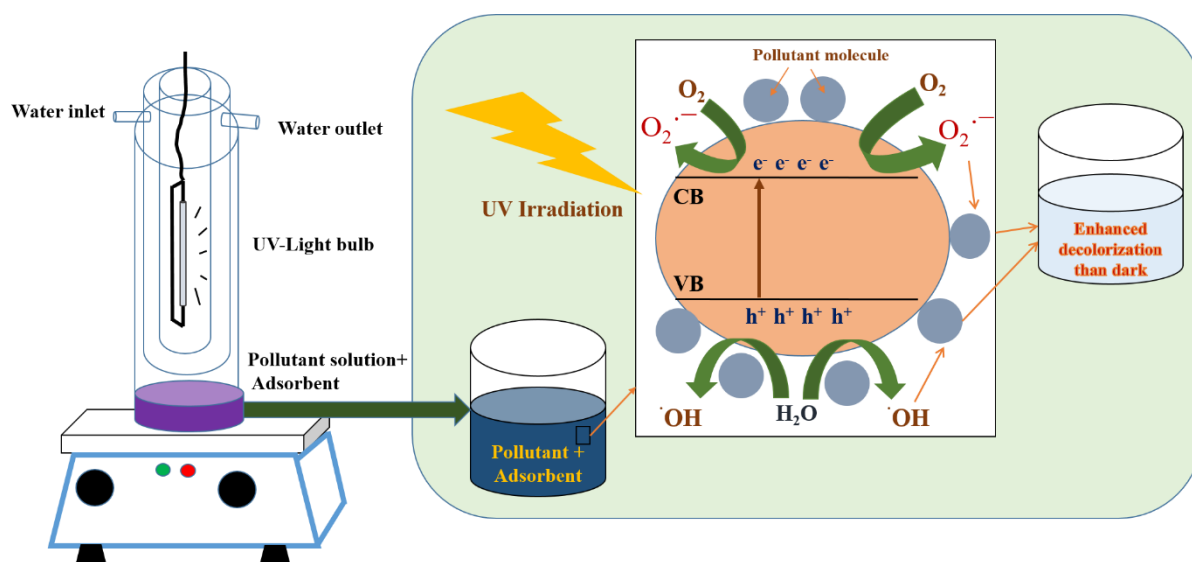 Water inlet
Water outlet
UV-Light bulb
Pollutant solution+
Adsorbent
UV Irradiation
Pollutant +
Adsorbent
Pollutant molecule
O₂
O₂
O₂·⁻
O₂·⁻
e⁻ e⁻ e⁻ e⁻
CB
VB
h⁺ h⁺ h⁺ h⁺
·OH
H₂O
·OH
Enhanced
decolorization
than dark